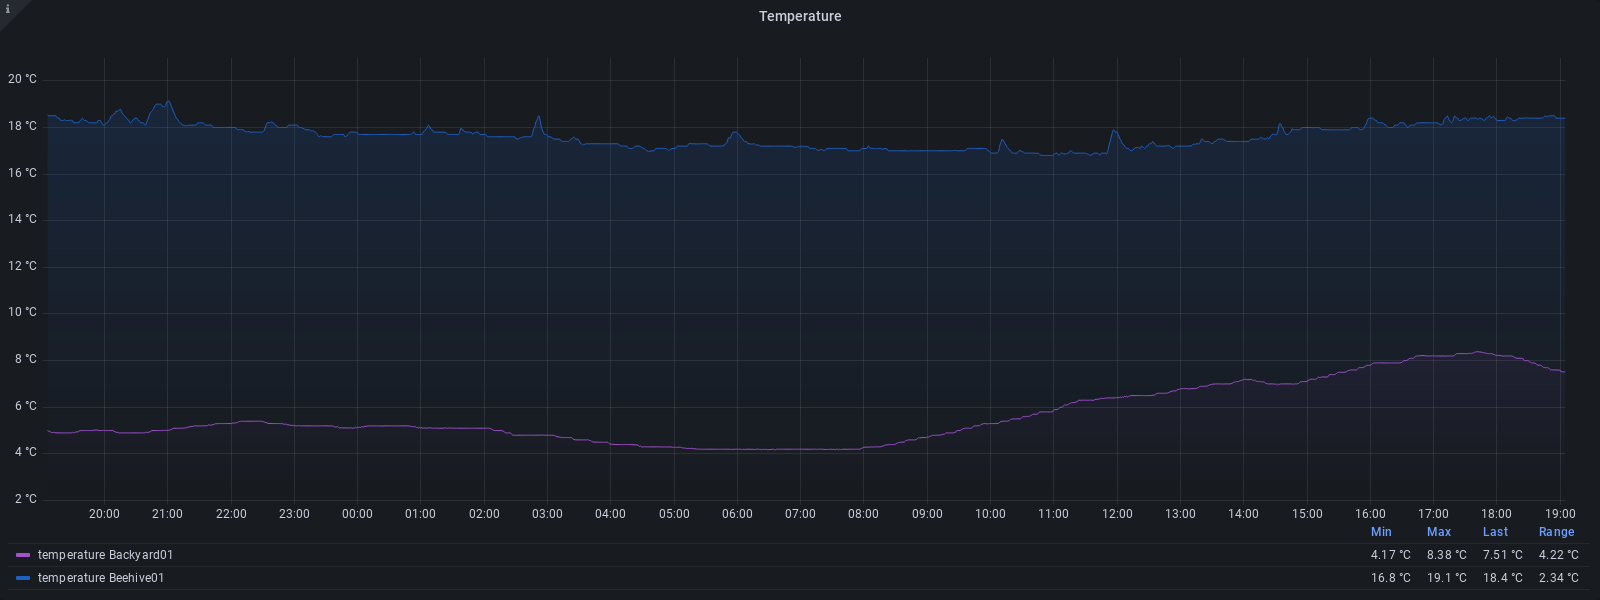 i
Temperature
20 °C
18 °C
16 °C
14 °C
12 °C
10 °C
8 °C
6 °C
4 °C
2 °C
20:00 21:00 22:00 23:00 00:00 01:00 02:00 03:00 04:00 05:00 06:00 07:00 08:00 09:00 10:00 11:00 12:00 13:00 14:00 15:00 16:00 17:00 18:00 19:00
Min Max Last Range
temperature Backyard01 4.17 °C 8.38 °C 7.51 °C 4.22 °C
temperature Beehive01 16.8 °C 19.1 °C 18.4 °C 2.34 °C